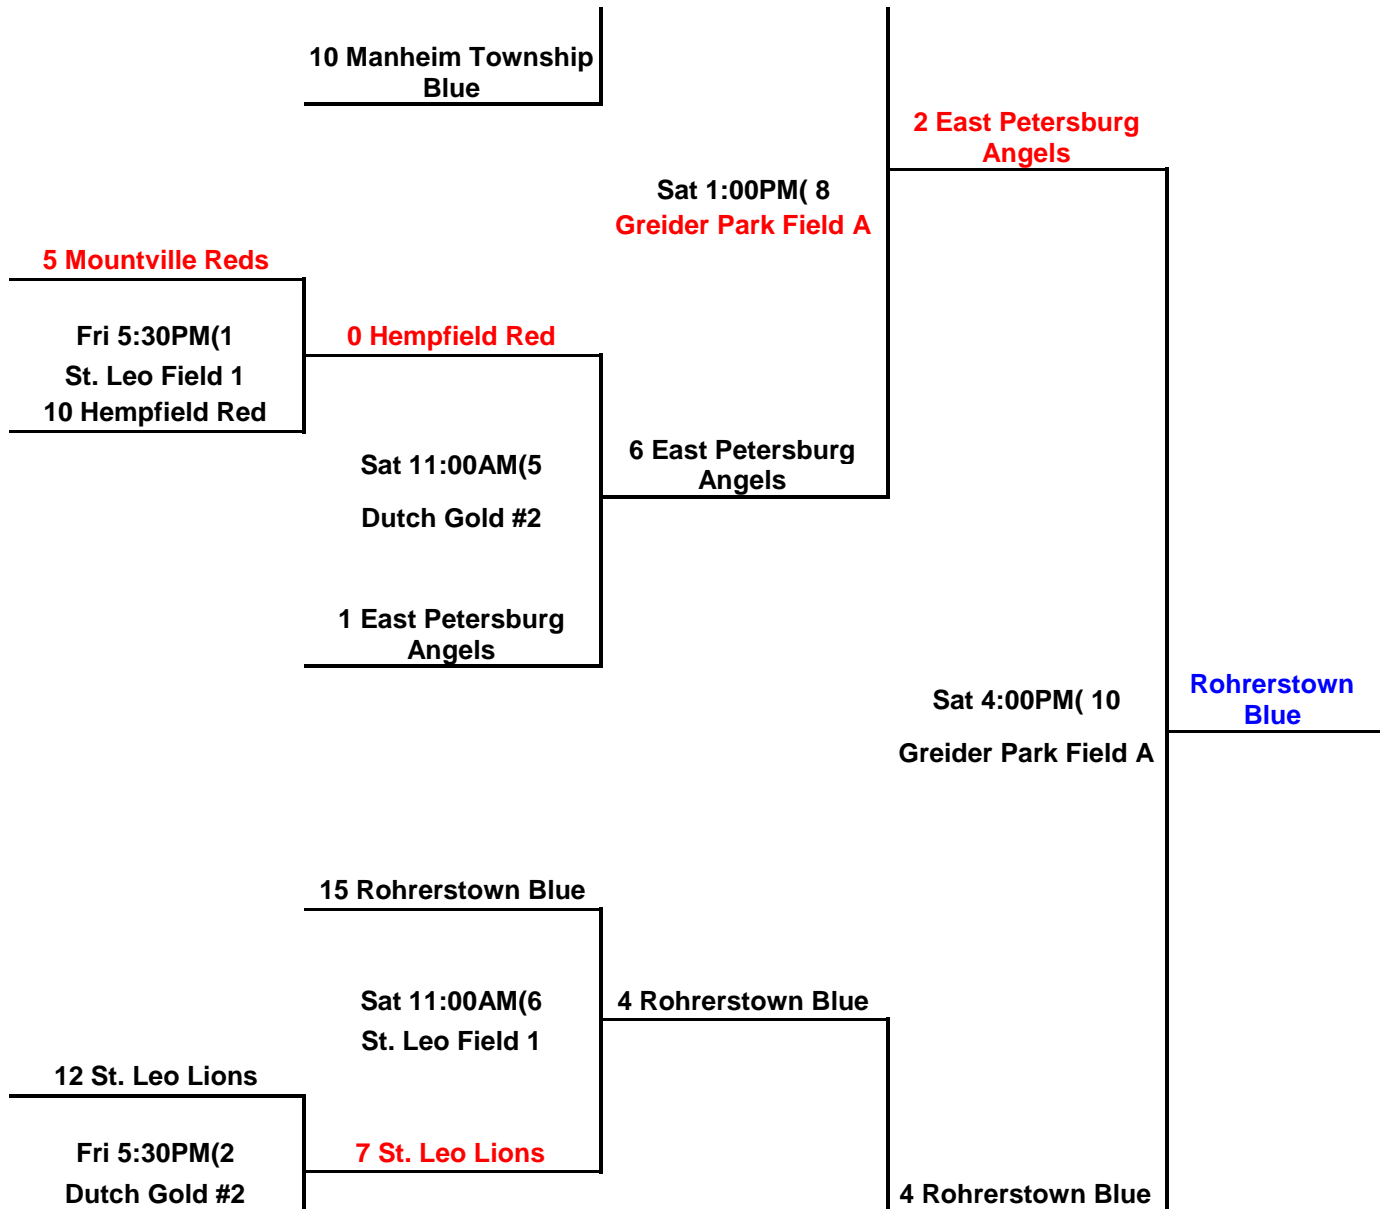 10 Manheim Township
Blue
2 East Petersburg
Angels
Sat 1:00PM( 8
Greider Park Field A
5 Mountville Reds
Fri 5:30PM(1
St. Leo Field 1
10 Hempfield Red
0 Hempfield Red
Sat 11:00AM(5
Dutch Gold #2
6 East Petersburg
Angels
1 East Petersburg
Angels
Sat 4:00PM( 10
Greider Park Field A
Rohrerstown
Blue
15 Rohrerstown Blue
Sat 11:00AM(6
St. Leo Field 1
4 Rohrerstown Blue
12 St. Leo Lions
Fri 5:30PM(2
Dutch Gold #2
7 St. Leo Lions
4 Rohrerstown Blue